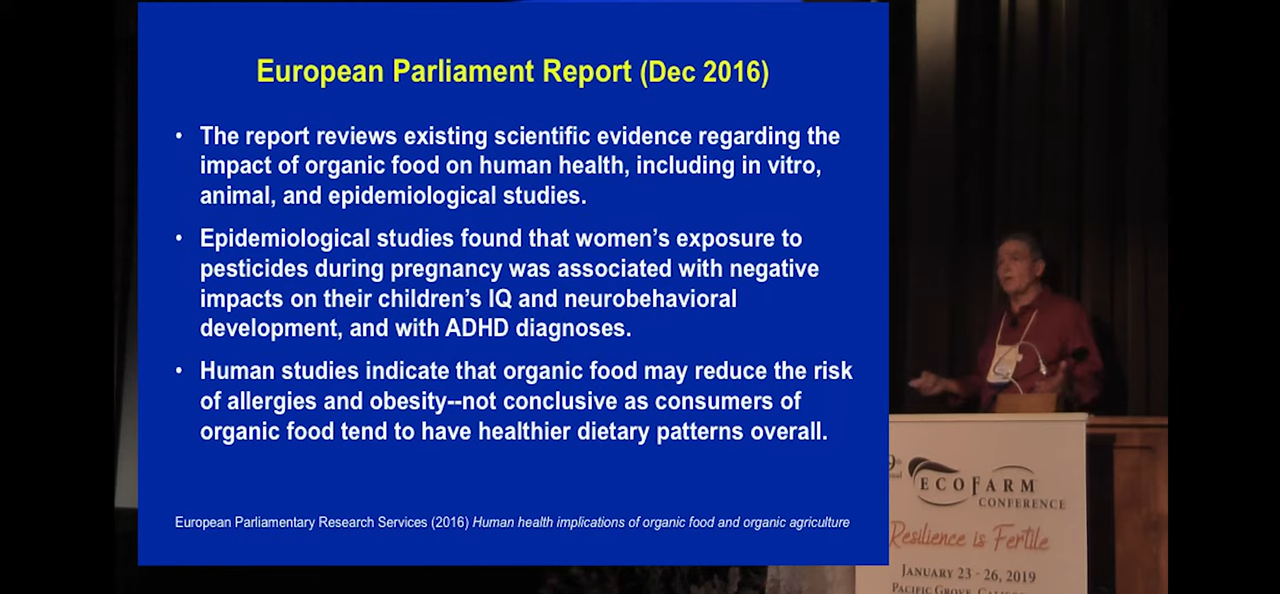 European Parliament Report (Dec 2016)
• The report reviews existing scientific evidence regarding the
impact of organic food on human health, including in vitro,
animal, and epidemiological studies.
• Epidemiological studies found that women's exposure to
pesticides during pregnancy was associated with negative
impacts on their children's IQ and neurobehavioral
development, and with ADHD diagnoses.
• Human studies indicate that organic food may reduce the risk
of allergies and obesity--not conclusive as consumers of
organic food tend to have healthier dietary patterns overall.
European Parliamentary Research Services (2016) Human health implications of organic food and organic agriculture
ECOFARM
CONFERENCE
Resilience is Fertile
JANUARY 23 - 26, 2019
PACIFIC GROVE,